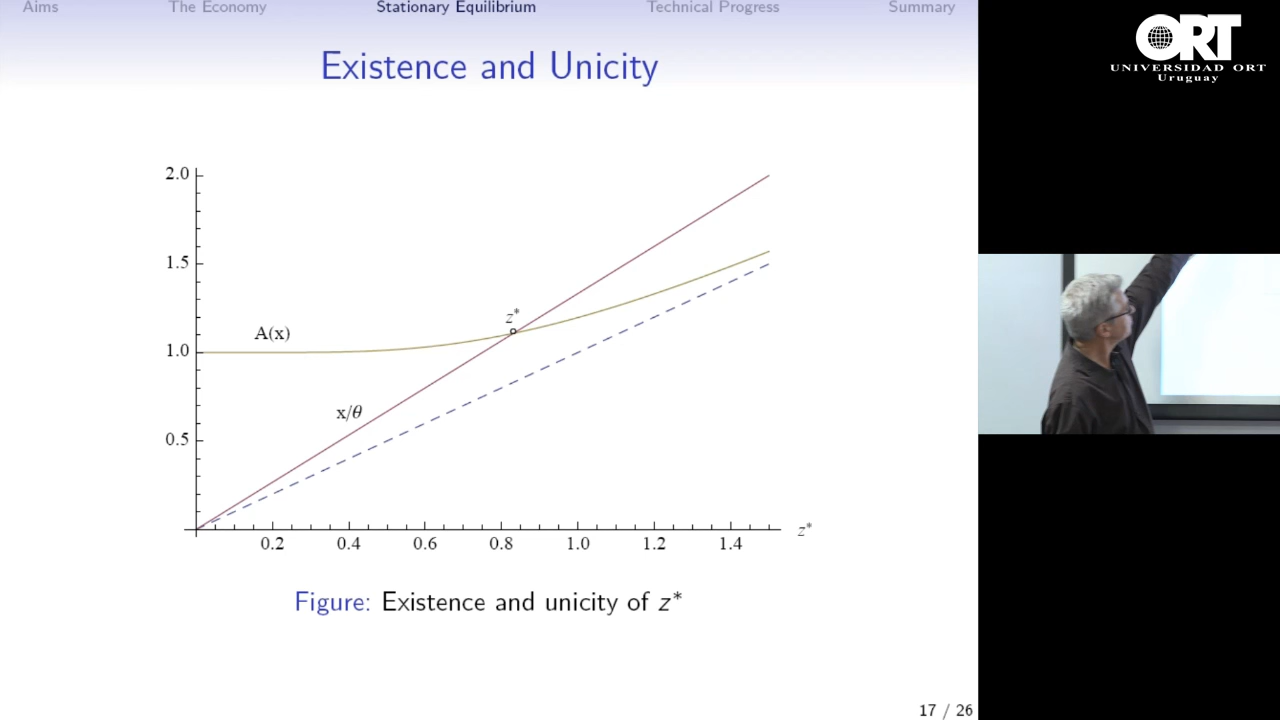 Aims The Economy Stationary Equilibrium Technical Progress Summary
Existence and Unicity
2.0
1.5
1.0
0.5
A(x)
z*
x/θ
0.2 0.4 0.6 0.8 1.0 1.2 1.4
z*
Figure: Existence and unicity of z*
17 / 26
ORT
UNIVERSIDAD ORT
Uruguay